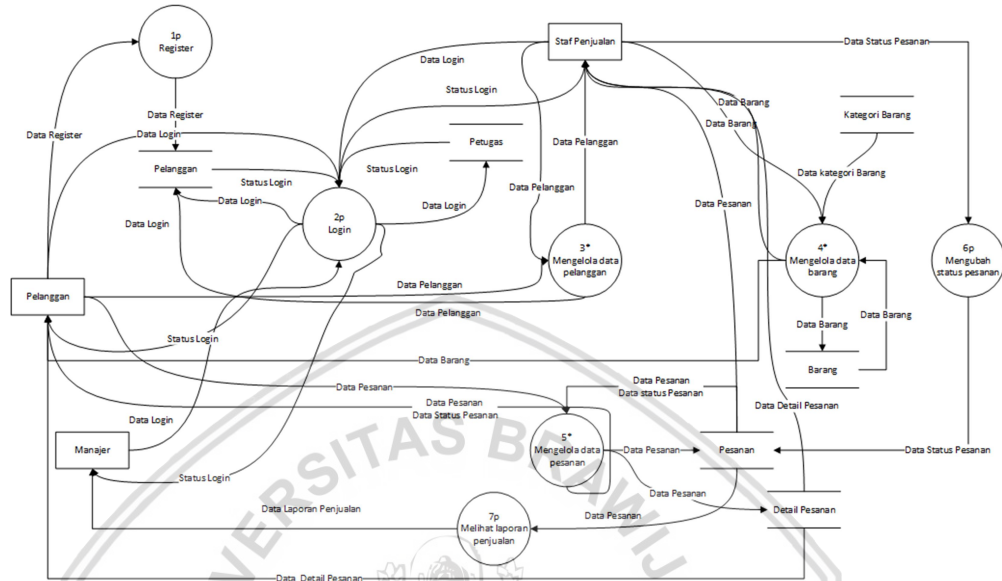 1p
Register
Staf Penjualan
Data Status Pesanan
Data Login
Status Login
Data Barang
Data Barang
Kategori Barang
Data Register
Data Register
Data Login
Petugas
Data Pelanggan
Pelanggan
Status Login
Status Login
Data kategori Barang
Data Login
Data Pelanggan
Data Login
Data Pesanan
2p
Login
Data Login
3*
Mengelola data
pelanggan
4*
Mengelola data
barang
6p
Mengubah
status pesanan
Pelanggan
Data Pelanggan
Data Pelanggan
Data Barang
Data Barang
Status Login
Data Barang
Barang
Data Pesanan
Data Pesanan
Data status Pesanan
Data Pesanan
Data Status Pesanan
Data Detail Pesanan
Data Login
Manajer
5*
Mengelola data
pesanan
Data Pesanan
Pesanan
Data Status Pesanan
Status Login
Data Pesanan
Data Laporan Penjualan
7p
Melihat laporan
penjualan
Data Pesanan
Detail Pesanan
Data Detail Pesanan
VERSITAS BRAWIJ